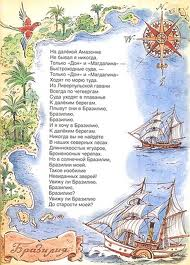 На далёкой Амазонке
Не бывал я никогда.
Только «Дон» и «Магдалина» —
Быстроходные суда,
Только «Дон» и «Магдалина»
Ходят по морю туда.
Из Ливерпульской гавани
Всегда по четвергам
Суда уходят в плаванье
К далёким берегам.
Плывут они в Бразилию,
Бразилию,
Бразилию,
И я хочу в Бразилию,
К далёким берегам!
Никогда вы не найдёте
В наших северных лесах
Длиннохвостых ягуаров,
Броненосных черепах.
Но в солнечной Бразилии,
Бразилии моей,
Такое изобилие
Невиданных зверей!
Увижу ли Бразилию,
Бразилию,
Бразилию?
Увижу ли Бразилию
До старости моей?
Бразилия